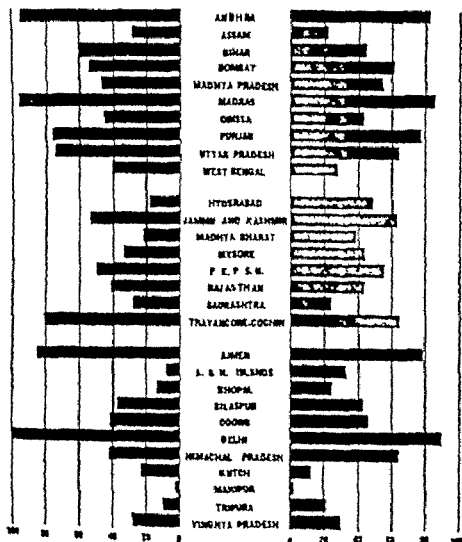 ANDHRA
ASSAM
BIHAR
BOMBAY
MADHYA PRADESH
MADRAS
ORISSA
PUNJAB
UTTAR PRADESH
WEST BENGAL
HYDERABAD
JAMMU AND KASHMIR
MADHYA BHARAT
MYSORE
P. E. P. S. U.
RAJASTHAN
SAURASHTRA
TRAVANCORE-COCHIN
AJMER
A. & N. ISLANDS
BHOPAL
BILASPUR
COORG
DELHI
HIMACHAL PRADESH
KUTCH
MANIPUR
TRIPURA
VINDHYA PRADESH